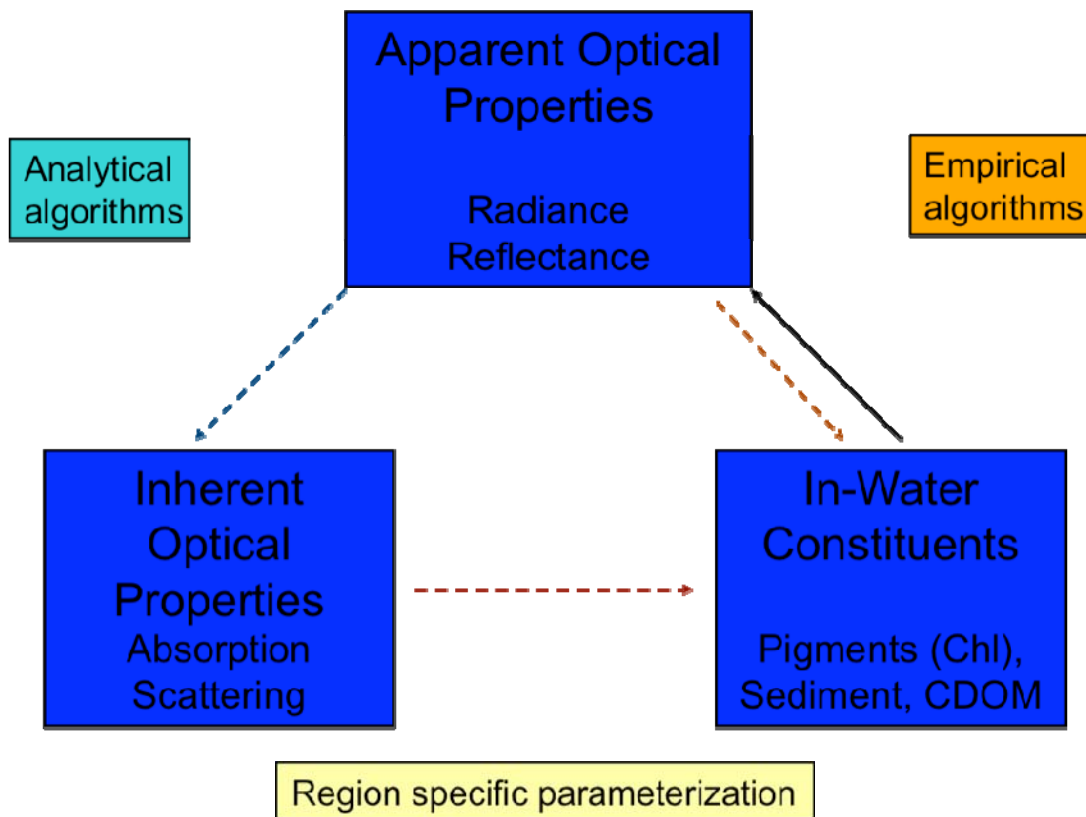 Apparent Optical
Properties
Radiance
Reflectance
Analytical
algorithms
Empirical
algorithms
Inherent
Optical
Properties
Absorption
Scattering
In-Water
Constituents
Pigments (Chl),
Sediment, CDOM
Region specific parameterization